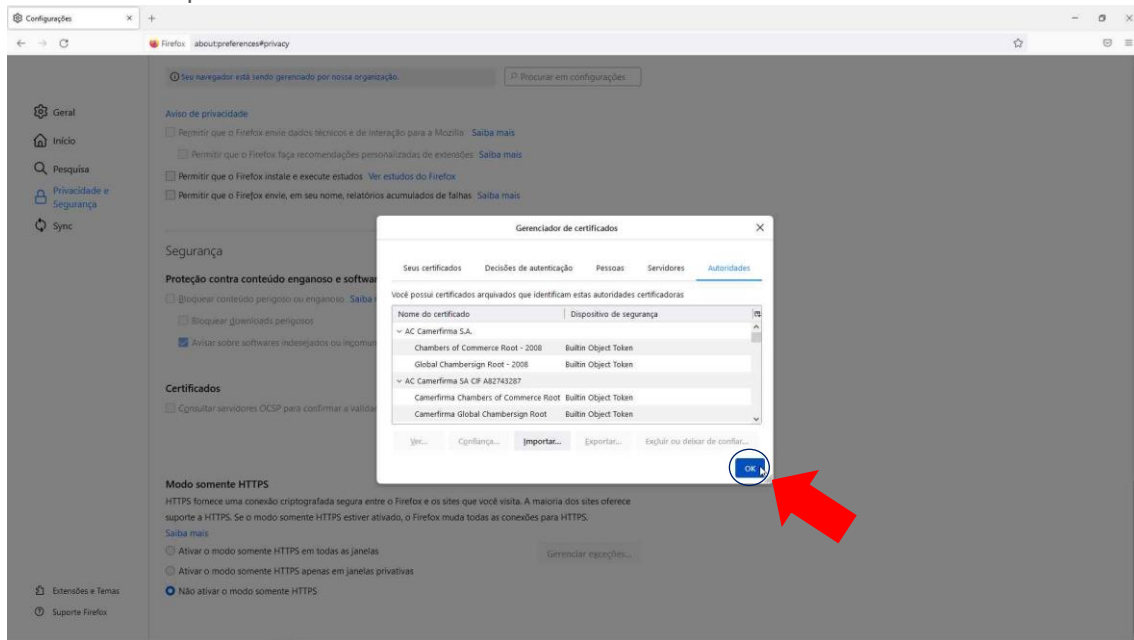 Configurações
Firefox about:preferences#privacy
Seu navegador está sendo gerenciado por nossa organização.
Procurar em configurações
Geral
Início
Pesquisa
Privacidade e
Segurança
Sync
Extensões e Temas
Suporte Firefox
Aviso de privacidade
Permitir que o Firefox envie dados técnicos e de interação para a Mozilla Saiba mais
Permitir que o Firefox faça recomendações personalizadas de extensões Saiba mais
Permitir que o Firefox instale e execute estudos Ver estudos do Firefox
Permitir que o Firefox envie, em seu nome, relatórios acumulados de falhas Saiba mais
Segurança
Proteção contra conteúdo enganoso e softwar
Bloquear conteúdo perigoso ou enganoso Saiba
Bloquear downloads perigosos
Avisar sobre softwares indesejados ou incomun
Certificados
Consultar servidores OCSP para confirmar a valida
Gerenciador de certificados
Seus certificados Decisões de autenticação Pessoas Servidores Autoridades
Você possui certificados arquivados que identificam estas autoridades certificadoras
Nome do certificado Dispositivo de segurança
AC Camerfirma S.A.
Chambers of Commerce Root - 2008 Builtin Object Token
Global Chambersign Root - 2008 Builtin Object Token
AC Camerfirma SA CIF A82743287
Camerfirma Chambers of Commerce Root Builtin Object Token
Camerfirma Global Chambersign Root Builtin Object Token
Ver... Confiança... Importar... Exportar... Excluir ou deixar de confiar...
OK
Modo somente HTTPS
HTTPS fornece uma conexão criptografada segura entre o Firefox e os sites que você visita. A maioria dos sites oferece
suporte a HTTPS. Se o modo somente HTTPS estiver ativado, o Firefox muda todas as conexões para HTTPS.
Saiba mais
Ativar o modo somente HTTPS em todas as janelas
Gerenciar exceções...
Ativar o modo somente HTTPS apenas em janelas privativas
Não ativar o modo somente HTTPS